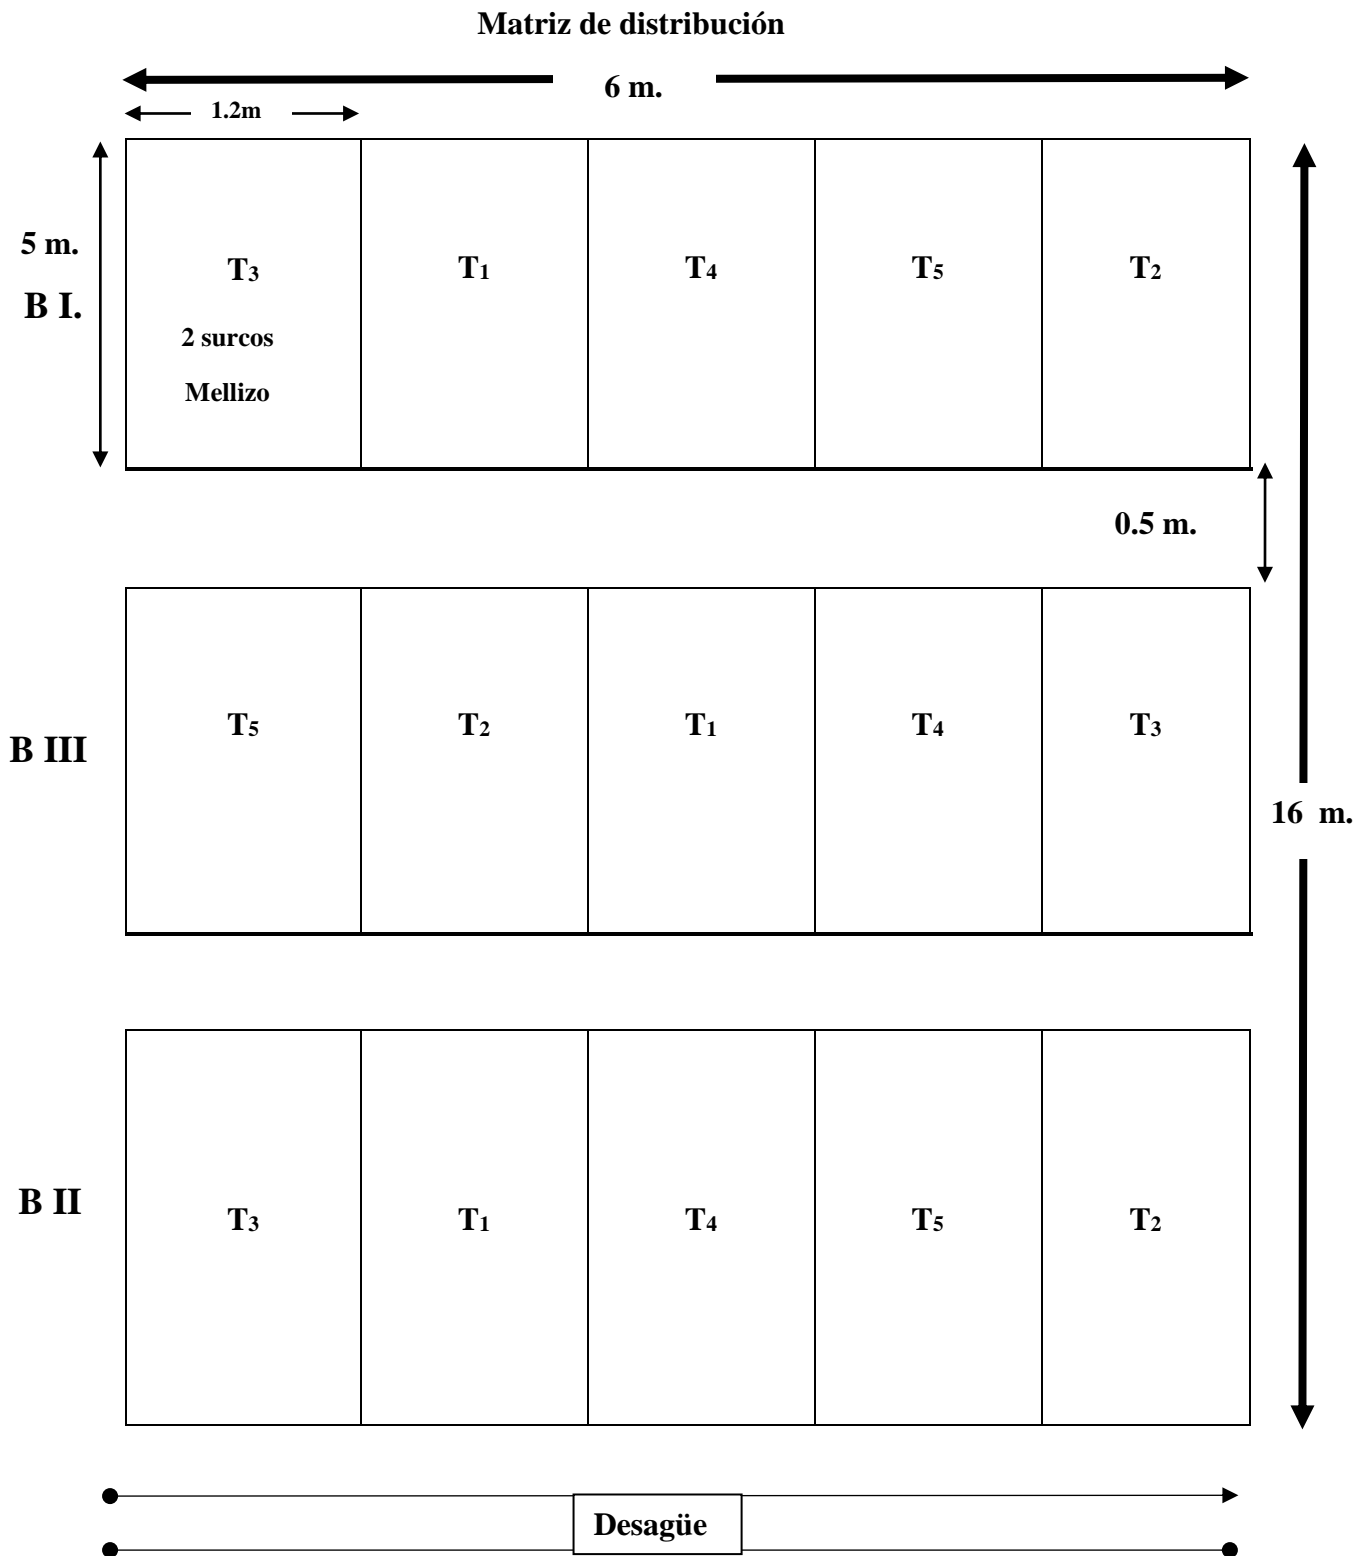 Matriz de distribución
6 m.
1.2m
5 m.
B I.
T3 T1 T4 T5 T2
2 surcos
Mellizo
0.5 m.
B III
T5 T2 T1 T4 T3
16 m.
B II
T3 T1 T4 T5 T2
Desagüe